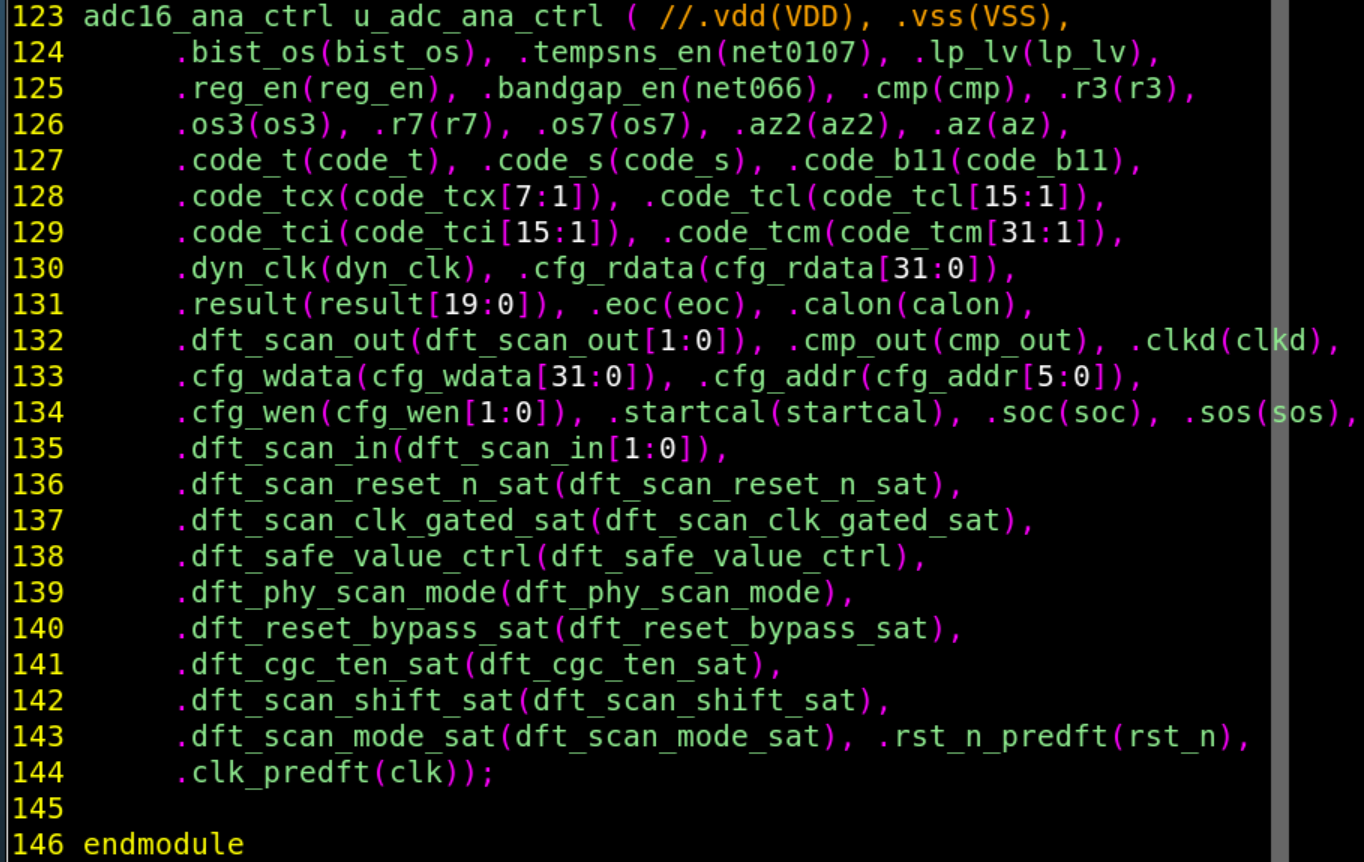 123 adc16_ana_ctrl u_adc_ana_ctrl ( //.vdd(VDD), .vss(VSS),
124      .bist_os(bist_os), .tempsns_en(net0107), .lp_lv(lp_lv),
125      .reg_en(reg_en), .bandgap_en(net066), .cmp(cmp), .r3(r3),
126      .os3(os3), .r7(r7), .os7(os7), .az2(az2), .az(az),
127      .code_t(code_t), .code_s(code_s), .code_b11(code_b11),
128      .code_tcx(code_tcx[7:1]), .code_tcl(code_tcl[15:1]),
129      .code_tci(code_tci[15:1]), .code_tcm(code_tcm[31:1]),
130      .dyn_clk(dyn_clk), .cfg_rdata(cfg_rdata[31:0]),
131      .result(result[19:0]), .eoc(eoc), .calon(calon),
132      .dft_scan_out(dft_scan_out[1:0]), .cmp_out(cmp_out), .clkd(clkd),
133      .cfg_wdata(cfg_wdata[31:0]), .cfg_addr(cfg_addr[5:0]),
134      .cfg_wen(cfg_wen[1:0]), .startcal(startcal), .soc(soc), .sos(sos),
135      .dft_scan_in(dft_scan_in[1:0]),
136      .dft_scan_reset_n_sat(dft_scan_reset_n_sat),
137      .dft_scan_clk_gated_sat(dft_scan_clk_gated_sat),
138      .dft_safe_value_ctrl(dft_safe_value_ctrl),
139      .dft_phy_scan_mode(dft_phy_scan_mode),
140      .dft_reset_bypass_sat(dft_reset_bypass_sat),
141      .dft_cgc_ten_sat(dft_cgc_ten_sat),
142      .dft_scan_shift_sat(dft_scan_shift_sat),
143      .dft_scan_mode_sat(dft_scan_mode_sat), .rst_n_predft(rst_n),
144      .clk_predft(clk));
145
146 endmodule